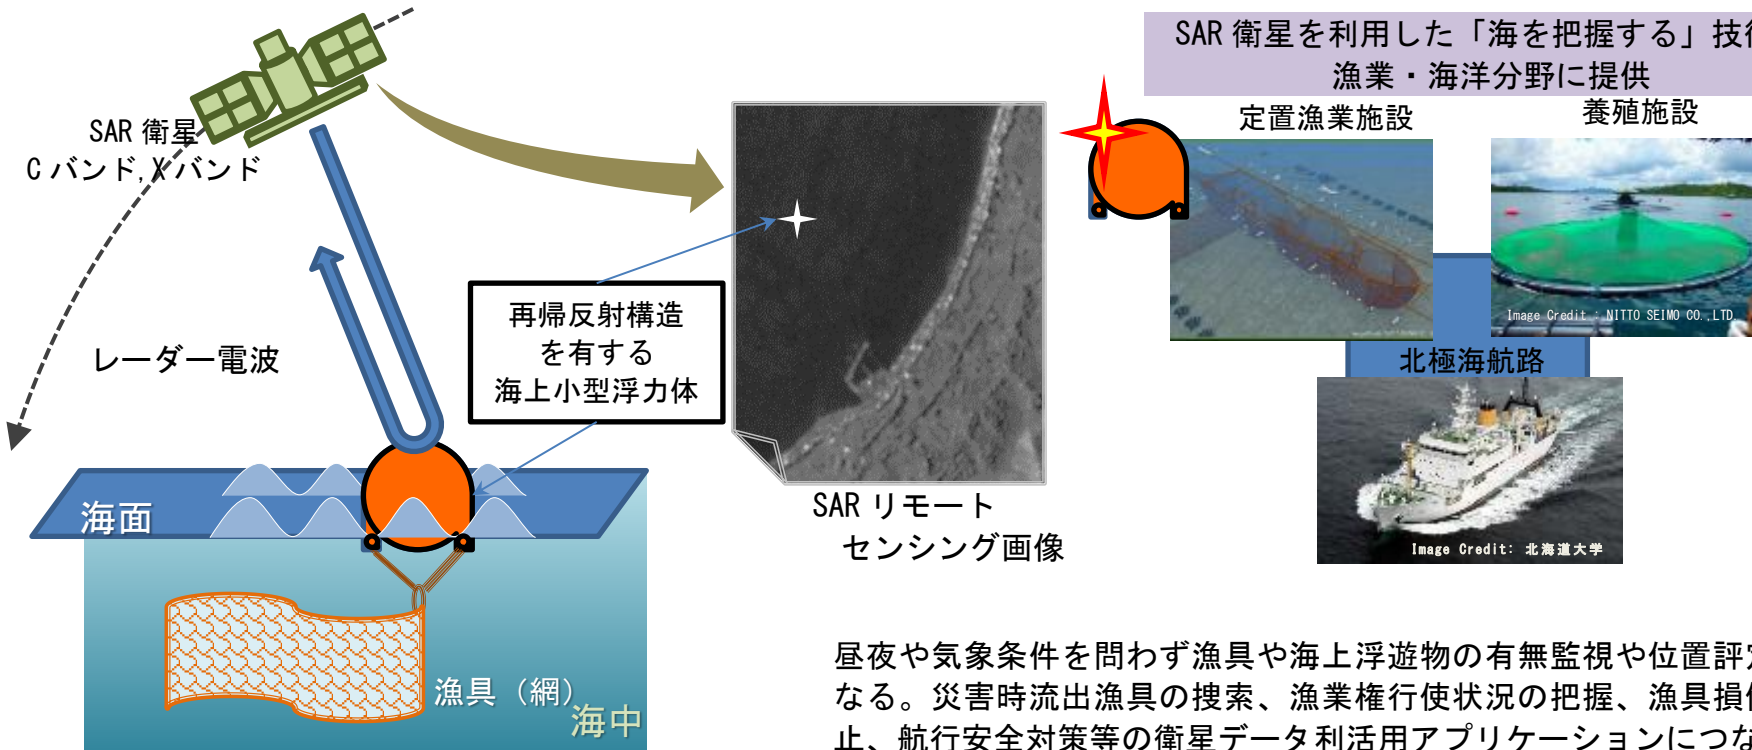 SAR 衛星を利用した「海を把握する」技
漁業・海洋分野に提供
定置漁業施設
養殖施設
SAR 衛星
C バンド,X バンド
Image Credit : NITTO SEIMO CO.,LTD.
再帰反射構造
を有する
海上小型浮力体
レーダー電波
北極海航路
海面
SAR リモート
センシング画像
Image Credit: 北海道大学
漁具（網）
海中
昼夜や気象条件を問わず漁具や海上浮遊物の有無監視や位置評定
なる。災害時流出漁具の捜索、漁業権行使状況の把握、漁具損
止、航行安全対策等の衛星データ利活用アプリケーションにつな